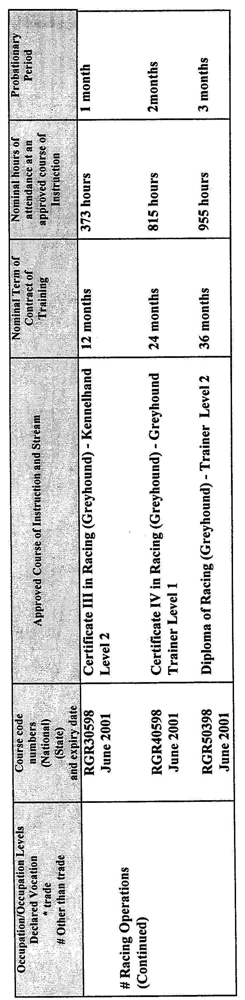 Occupation/Occupation Levels
Declared Vocation
* trade
# Other than trade
Course code
numbers
(National)
(State)
and expiry date
Approved Course of Instruction and Stream
Nominal Term of
Contract of
Training
Nominal hours of
attendance at an
approved course of
Instruction
Probationary
Period
# Racing Operations
(Continued)
RGR30598
June 2001
Certificate III in Racing (Greyhound) - Kennelhand
Level 2
12 months
373 hours
1 month
RGR40598
June 2001
Certificate IV in Racing (Greyhound) - Greyhound
Trainer Level 1
24 months
815 hours
2months
RGR50398
June 2001
Diploma of Racing (Greyhound) - Trainer Level 2
36 months
955 hours
3 months